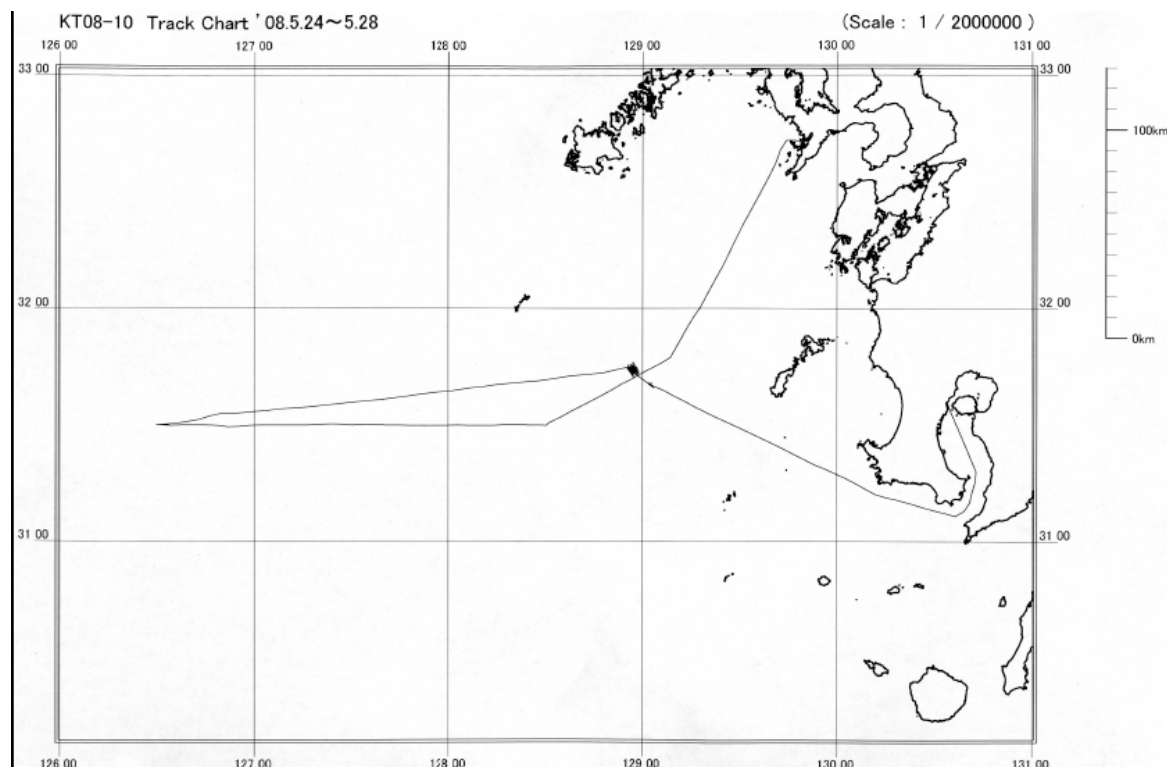 KT08-10 Track Chart '08.5.24～5.28
(Scale : 1 / 2000000 )
126 00 127 00 128 00 129 00 130 00 131 00
33 00 33 00
100km
32 00 32 00
0km
31 00 31 00
126 00 127 00 128 00 129 00 130 00 131 00